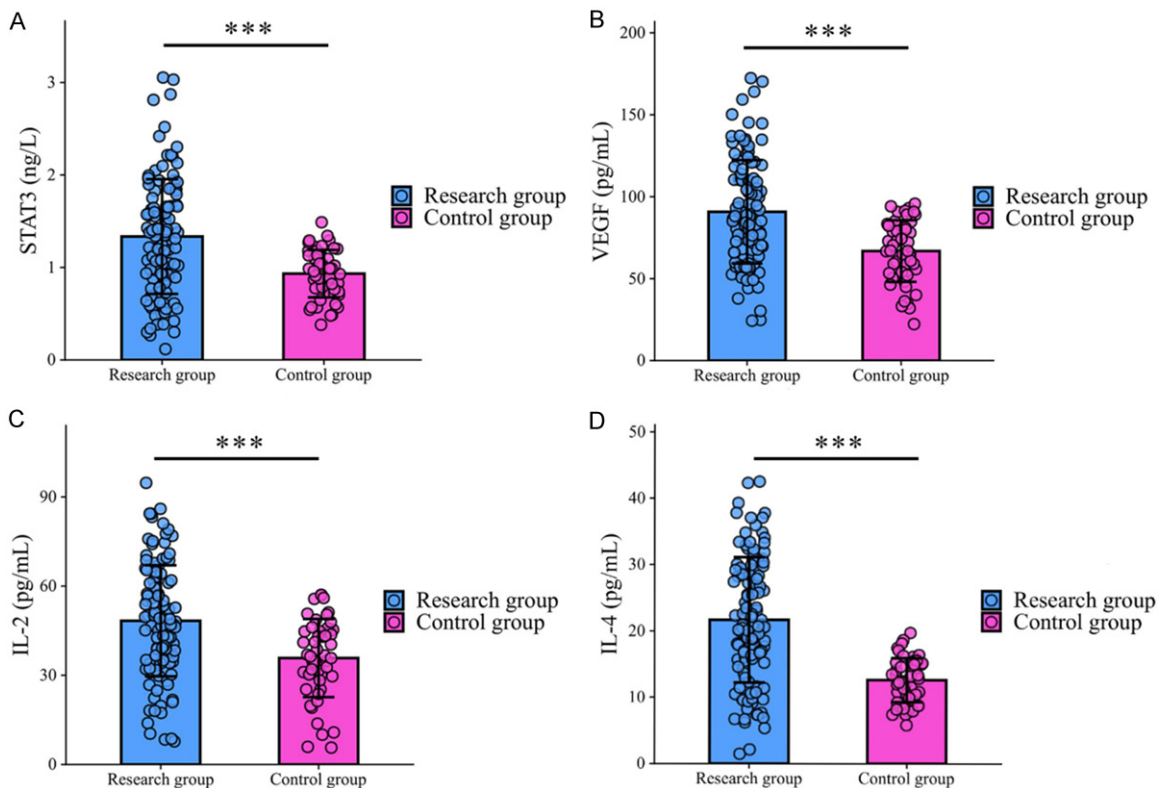 A
***
STAT3 (ng/L)
3
2
1
0
Research group
Control group
Research group
Control group
B
***
VEGF (pg/mL)
200
150
100
50
0
Research group
Control group
Research group
Control group
C
***
IL-2 (pg/mL)
90
60
30
0
Research group
Control group
Research group
Control group
D
***
IL-4 (pg/mL)
50
40
30
20
10
0
Research group
Control group
Research group
Control group